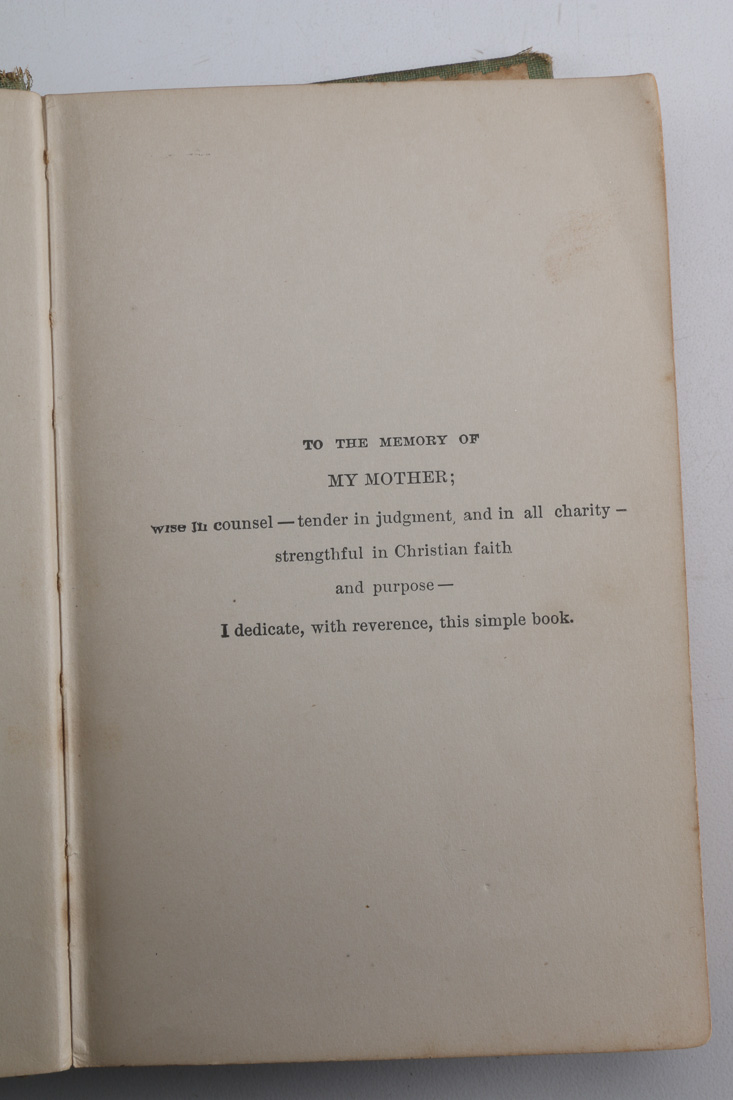 TO THE MEMORY OF
MY MOTHER;
wise in counsel — tender in judgment, and in all charity —
strengthful in Christian faith
and purpose —
I dedicate, with reverence, this simple book.